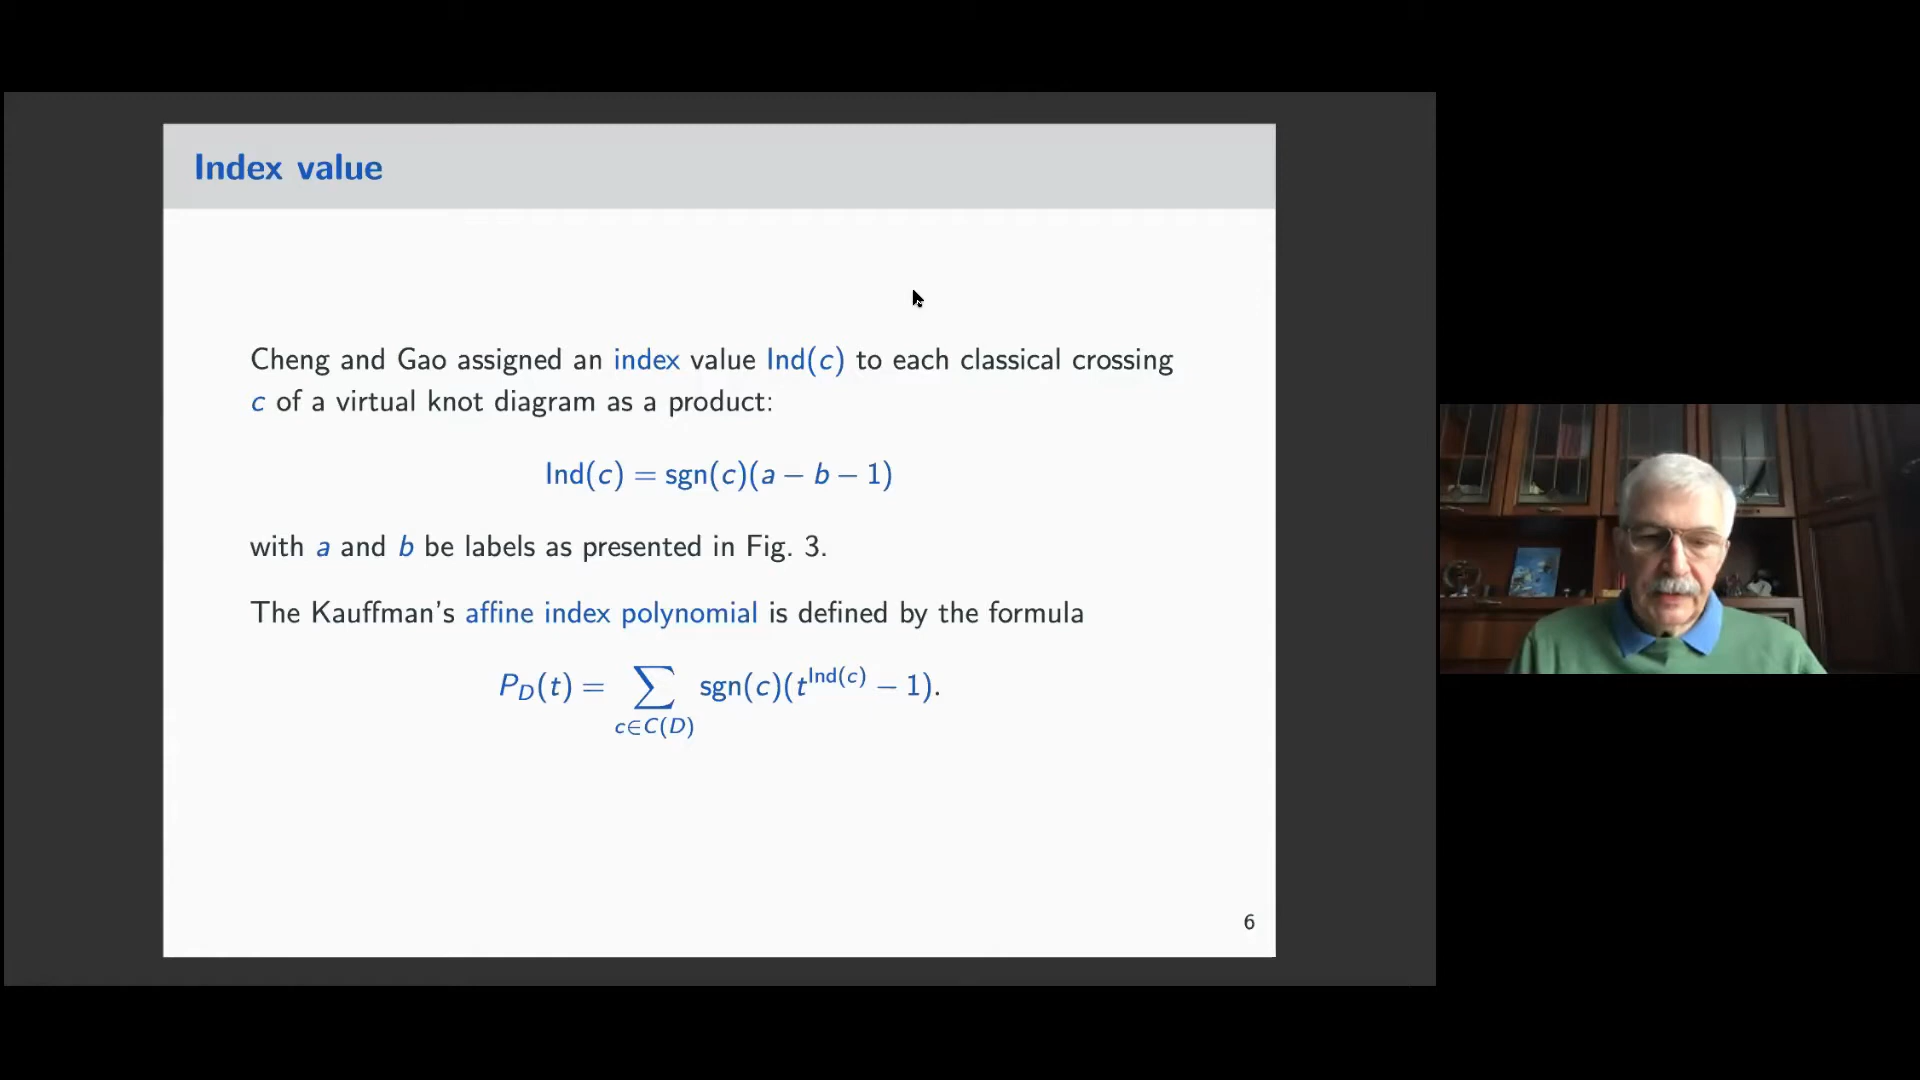 Index value
Cheng and Gao assigned an index value Ind(c) to each classical crossing
c of a virtual knot diagram as a product:
Ind(c) = sgn(c)(a − b − 1)
with a and b be labels as presented in Fig. 3.
The Kauffman's affine index polynomial is defined by the formula
P_D(t) = ∑_{c∈C(D)} sgn(c)(t^{Ind(c)} − 1).
6